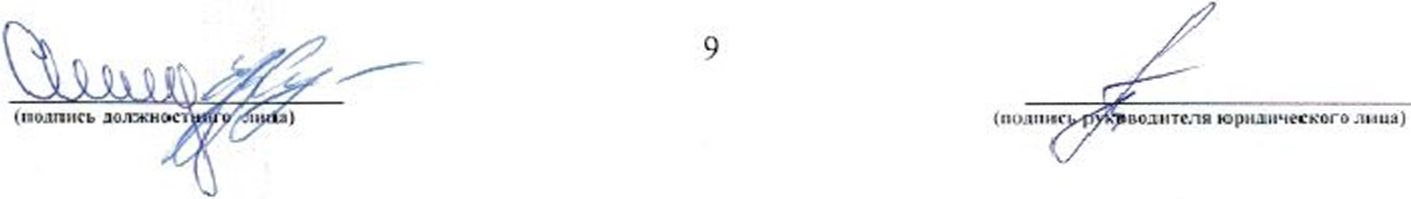 9
(подпись должностного лица)
(подпись руководителя юридического лица)